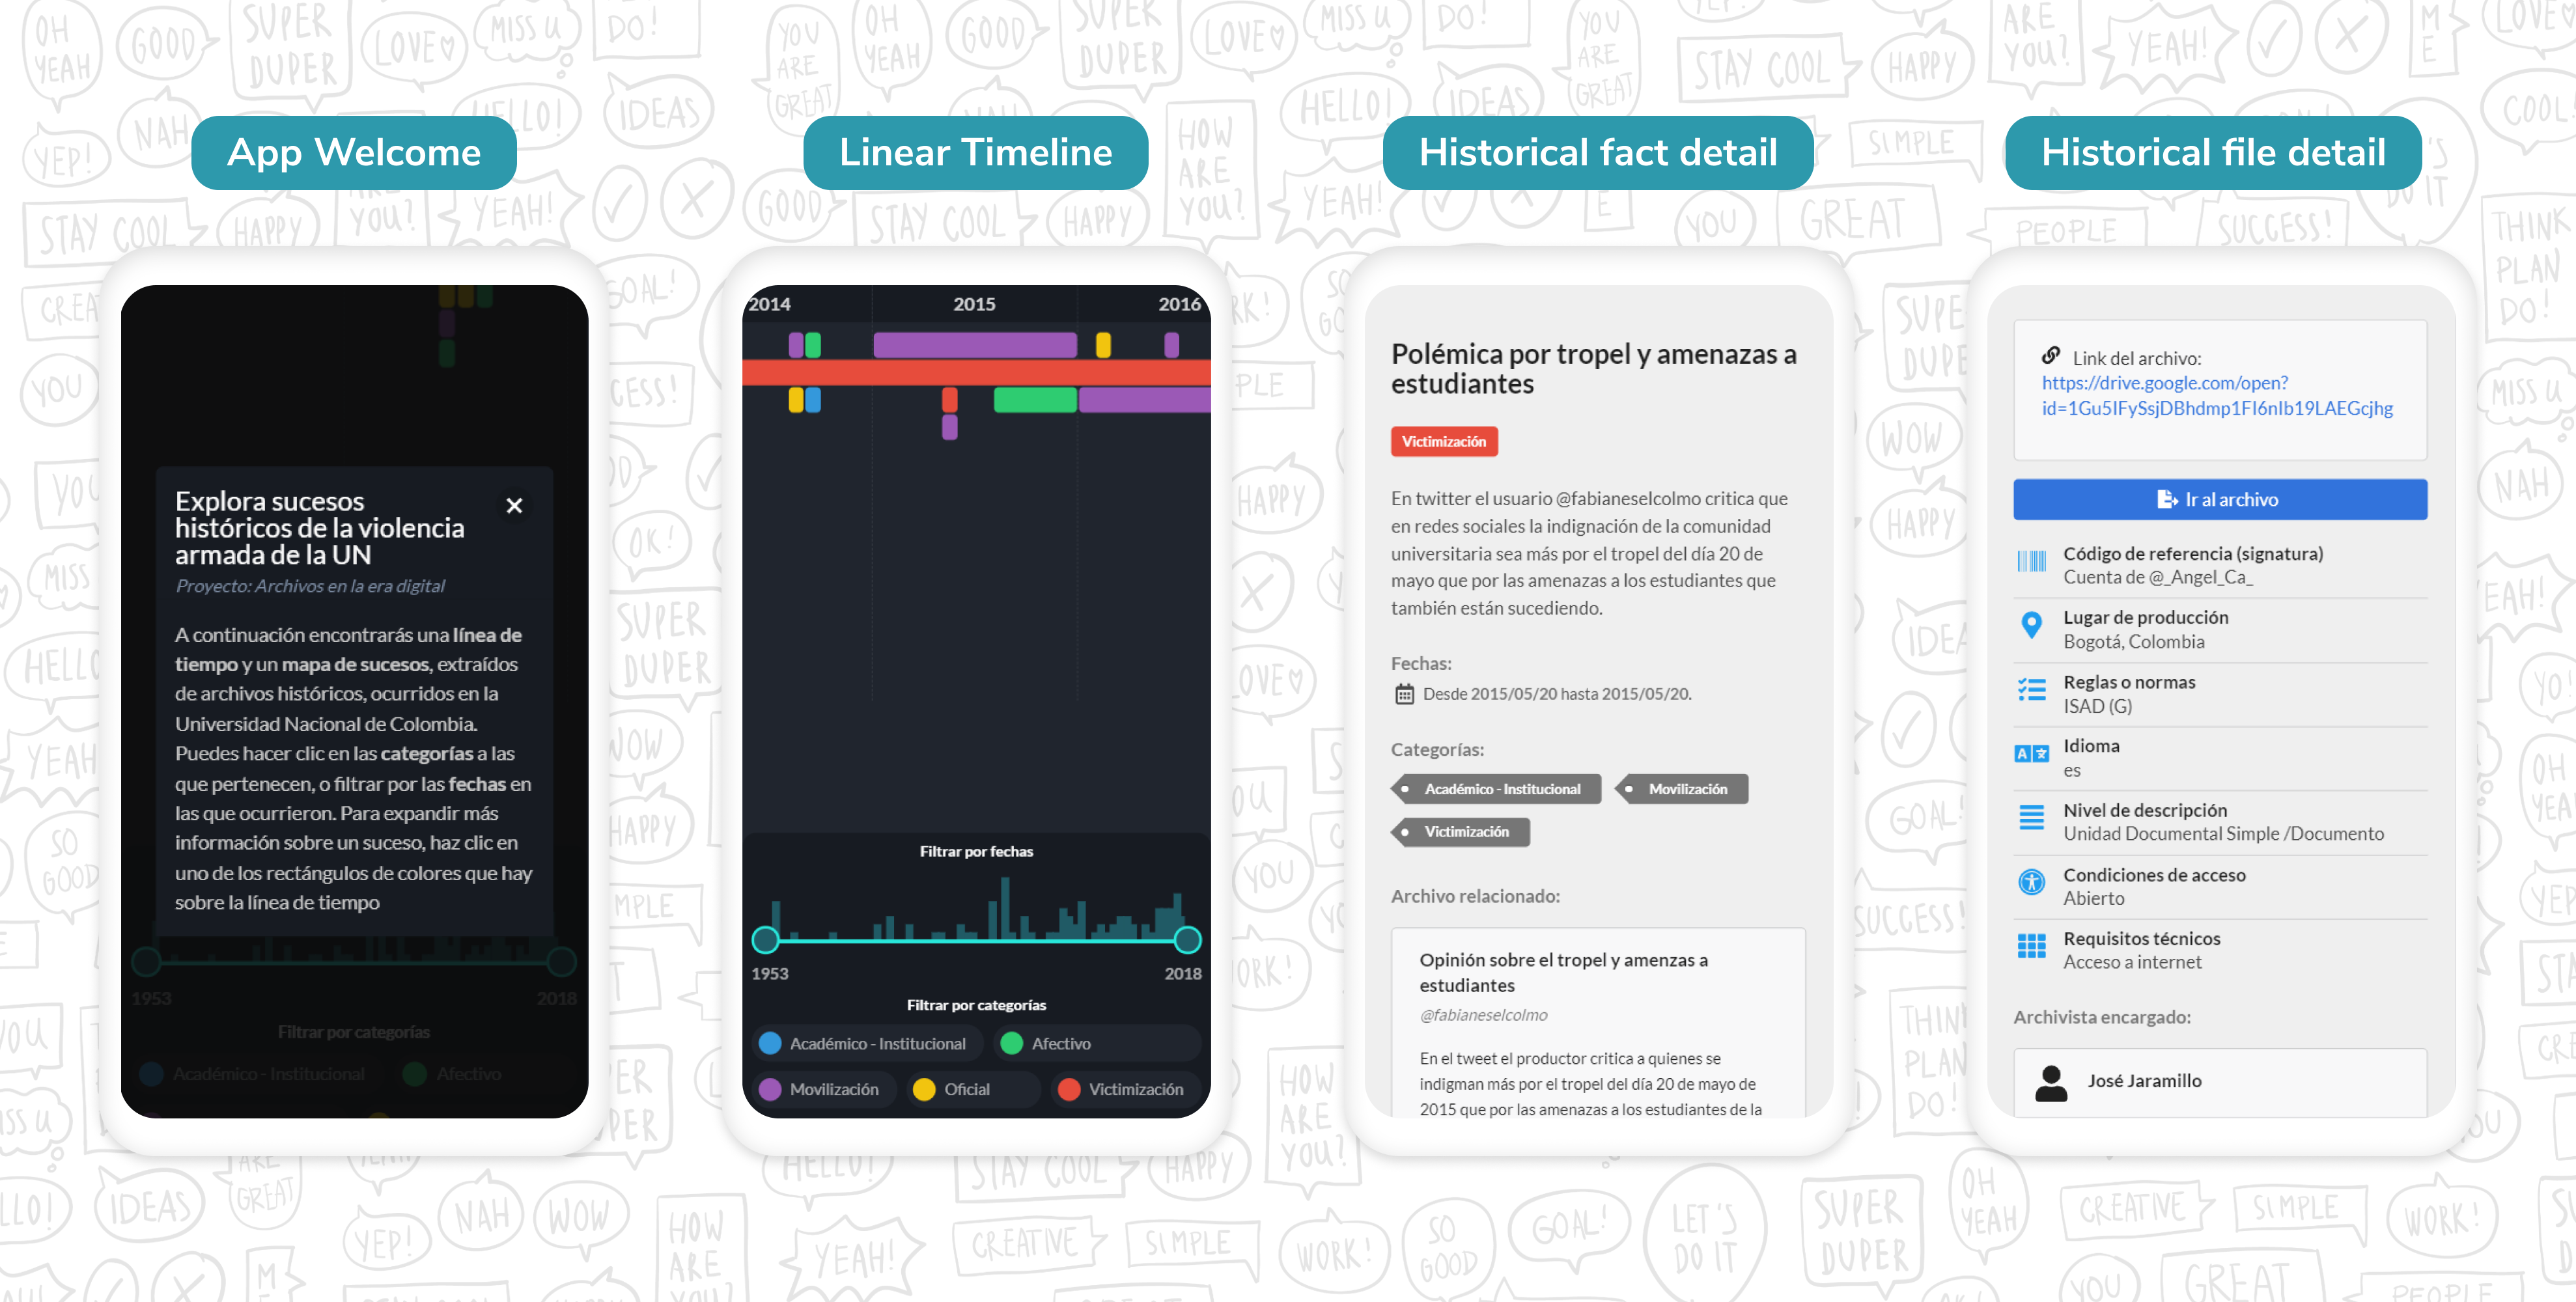 App Welcome
Explora sucesos
históricos de la violencia
armada de la UN
Proyecto: Archivos en la era digital
A continuación encontrarás una línea de
tiempo y un mapa de sucesos, extraídos
de archivos históricos, ocurridos en la
Universidad Nacional de Colombia.
Puedes hacer clic en las categorías a las
que pertenecen, o filtrar por las fechas en
las que ocurrieron. Para expandir más
información sobre un suceso, haz clic en
uno de los rectángulos de colores que hay
sobre la línea de tiempo
1953
2018
Filtrar por categorías
Académico - Institucional
Afectivo
Linear Timeline
2014
2015
2016
Filtrar por fechas
1953
2018
Filtrar por categorías
Académico - Institucional
Afectivo
Movilización
Oficial
Victimización
Historical fact detail
Polémica por tropel y amenazas a
estudiantes
Victimización
En twitter el usuario @fabianeselcolmo critica que
en redes sociales la indignación de la comunidad
universitaria sea más por el tropel del día 20 de
mayo que por las amenazas a los estudiantes que
también están sucediendo.
Fechas:
Desde 2015/05/20 hasta 2015/05/20.
Categorías:
Académico - Institucional
Movilización
Victimización
Archivo relacionado:
Opinión sobre el tropel y amenzas a
estudiantes
@fabianeselcolmo
En el tweet el productor critica a quienes se
indigman más por el tropel del día 20 de mayo de
2015 que por las amenazas a los estudiantes de la
Historical file detail
Link del archivo:
https://drive.google.com/open?
id=1Gu5IFySsjDBhdmp1FI6nIb19LAEGcjhg
Ir al archivo
Código de referencia (signatura)
Cuenta de @_Angel_Ca_
Lugar de producción
Bogotá, Colombia
Reglas o normas
ISAD (G)
Idioma
es
Nivel de descripción
Unidad Documental Simple /Documento
Condiciones de acceso
Abierto
Requisitos técnicos
Acceso a internet
Archivista encargado:
José Jaramillo